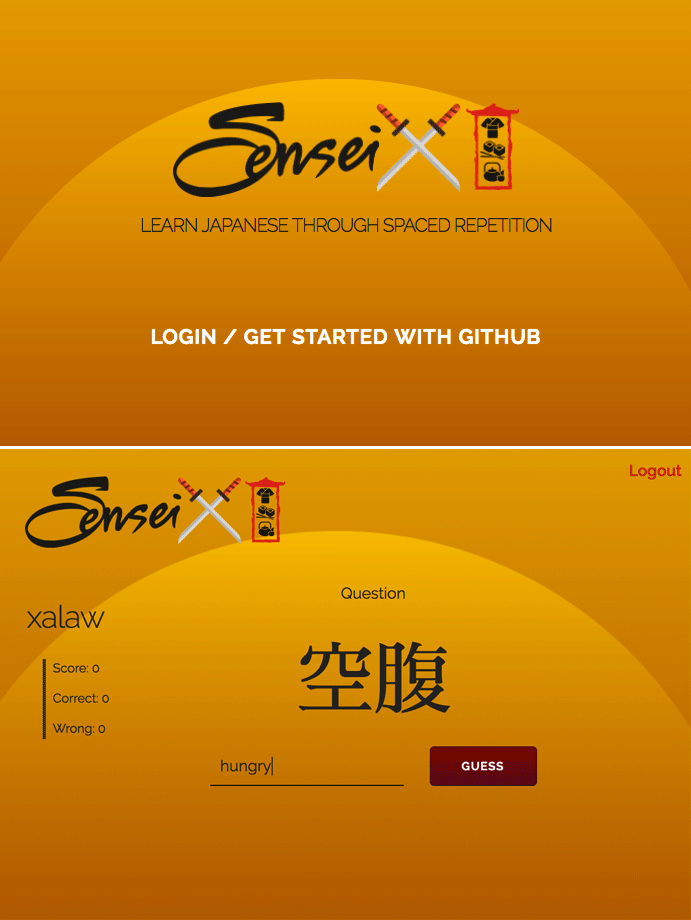 Sensei
LEARN JAPANESE THROUGH SPACED REPETITION
LOGIN / GET STARTED WITH GITHUB
Logout
Sensei
Question
xalaw
空腹
Score: 0
Correct: 0
Wrong: 0
hungry
GUESS